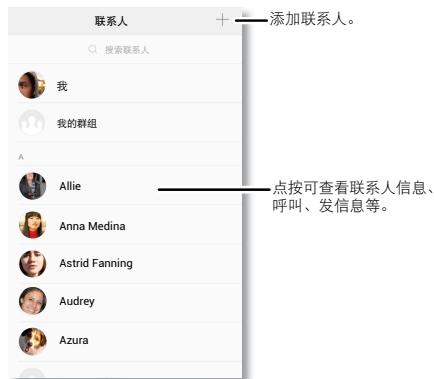 联系人
添加联系人。
搜索联系人
我
我的群组
A
Allie
点按可查看联系人信息、
呼叫、发信息等。
Anna Medina
Astrid Fanning
Audrey
Azura